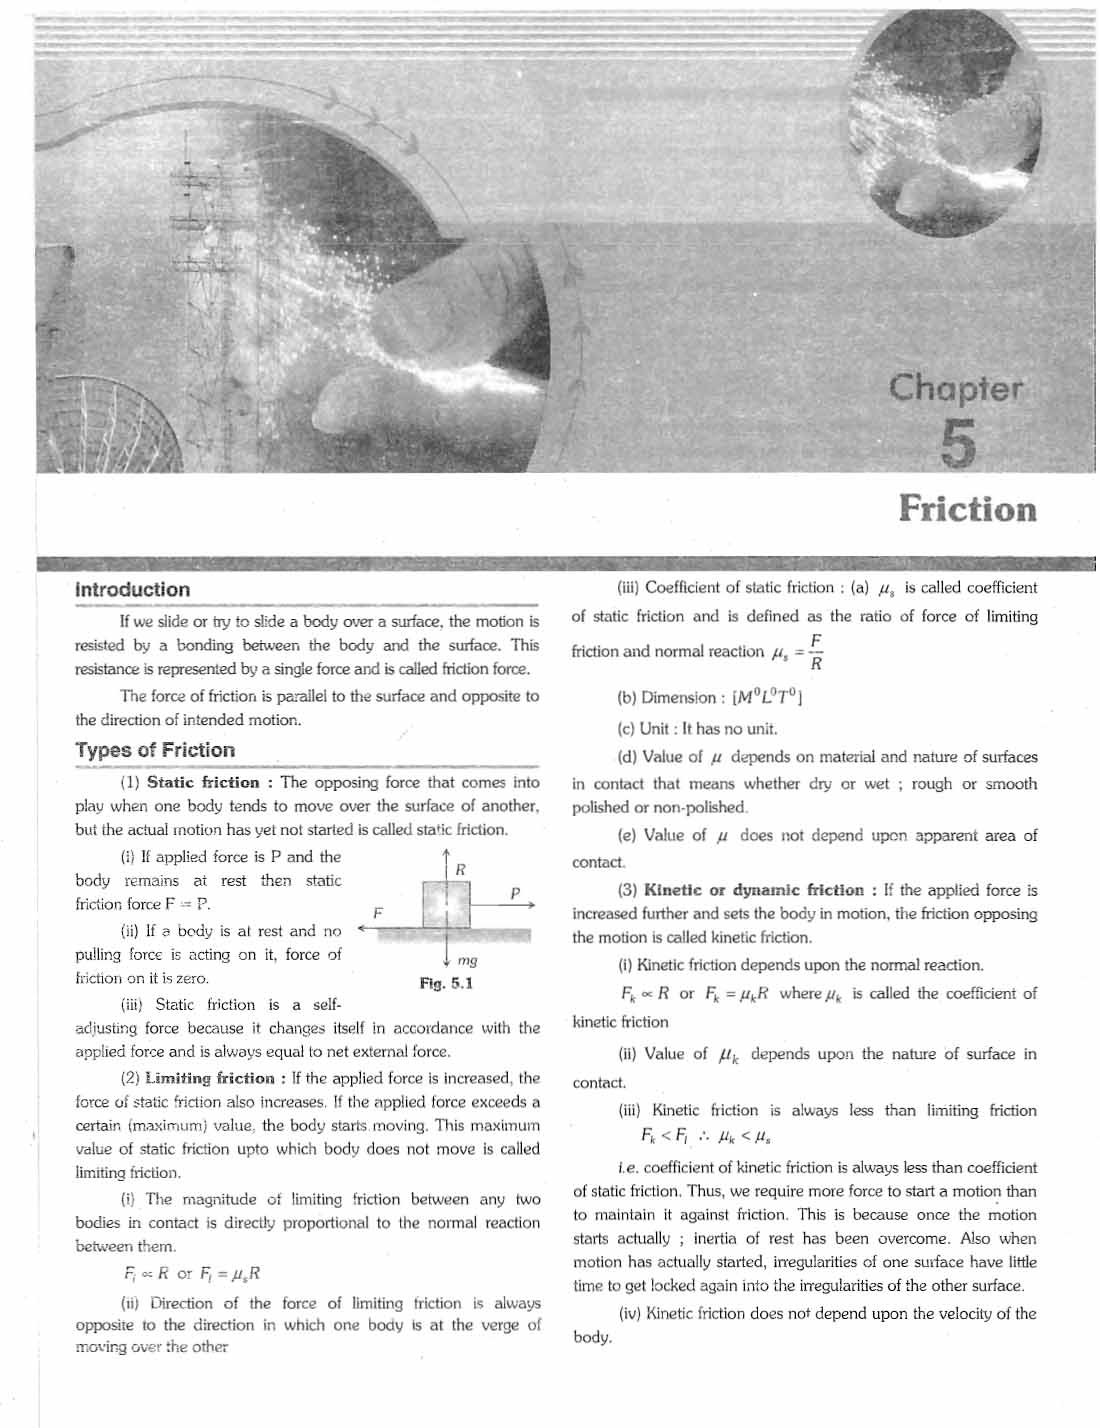 Chapter
5
Friction
Introduction
If we slide or try to slide a body over a surface, the motion is
resisted by a bonding between the body and the surface. This
resistance is represented by a single force and is called friction force.
The force of friction is parallel to the surface and opposite to
the direction of intended motion.
Types of Friction
(1) Static friction : The opposing force that comes into
play when one body tends to move over the surface of another,
but the actual motion has yet not started is called static friction.
(i) If applied force is P and the
body remains at rest then static
friction force F = P.
(ii) If a body is at rest and no
pulling force is acting on it, force of
friction on it is zero.
R
P
F
mg
Fig. 5.1
(iii) Static friction is a self-
adjusting force because it changes itself in accordance with the
applied force and is always equal to net external force.
(2) Limiting friction : If the applied force is increased, the
force of static friction also increases. If the applied force exceeds a
certain (maximum) value, the body starts moving. This maximum
value of static friction upto which body does not move is called
limiting friction.
(i) The magnitude of limiting friction between any two
bodies in contact is directly proportional to the normal reaction
between them.
F_l ∝ R or F_l = μ_s R
(ii) Direction of the force of limiting friction is always
opposite to the direction in which one body is at the verge of
moving over the other
(iii) Coefficient of static friction : (a) μ_s is called coefficient
of static friction and is defined as the ratio of force of limiting
friction and normal reaction μ_s = F/R
(b) Dimension : [M⁰L⁰T⁰]
(c) Unit : It has no unit.
(d) Value of μ depends on material and nature of surfaces
in contact that means whether dry or wet ; rough or smooth
polished or non-polished.
(e) Value of μ does not depend upon apparent area of
contact.
(3) Kinetic or dynamic friction : If the applied force is
increased further and sets the body in motion, the friction opposing
the motion is called kinetic friction.
(i) Kinetic friction depends upon the normal reaction.
F_k ∝ R or F_k = μ_k R where μ_k is called the coefficient of
kinetic friction
(ii) Value of μ_k depends upon the nature of surface in
contact.
(iii) Kinetic friction is always less than limiting friction
F_k < F_l ∴ μ_k < μ_s
i.e. coefficient of kinetic friction is always less than coefficient
of static friction. Thus, we require more force to start a motion than
to maintain it against friction. This is because once the motion
starts actually ; inertia of rest has been overcome. Also when
motion has actually started, irregularities of one surface have little
time to get locked again into the irregularities of the other surface.
(iv) Kinetic friction does not depend upon the velocity of the
body.